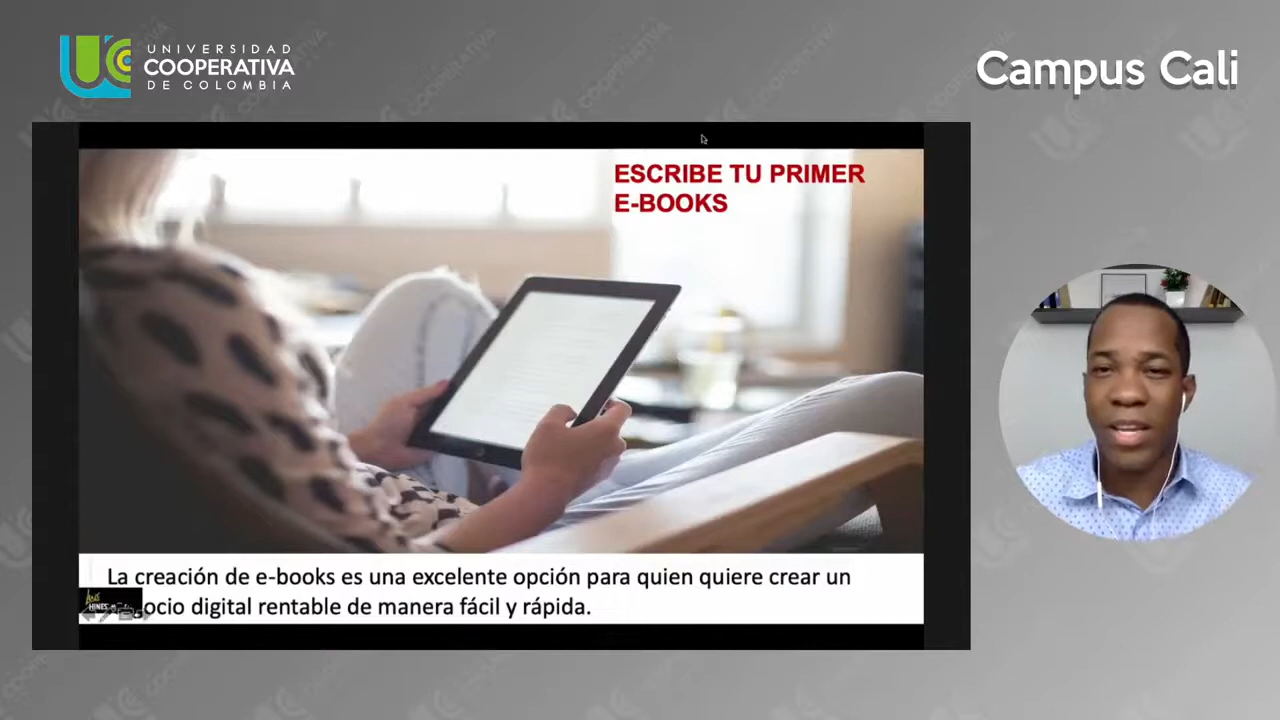 UNIVERSIDAD
COOPERATIVA
DE COLOMBIA
Campus Cali
ESCRIBE TU PRIMER
E-BOOKS
La creación de e-books es una excelente opción para quien quiere crear un
ocio digital rentable de manera fácil y rápida.
HINES